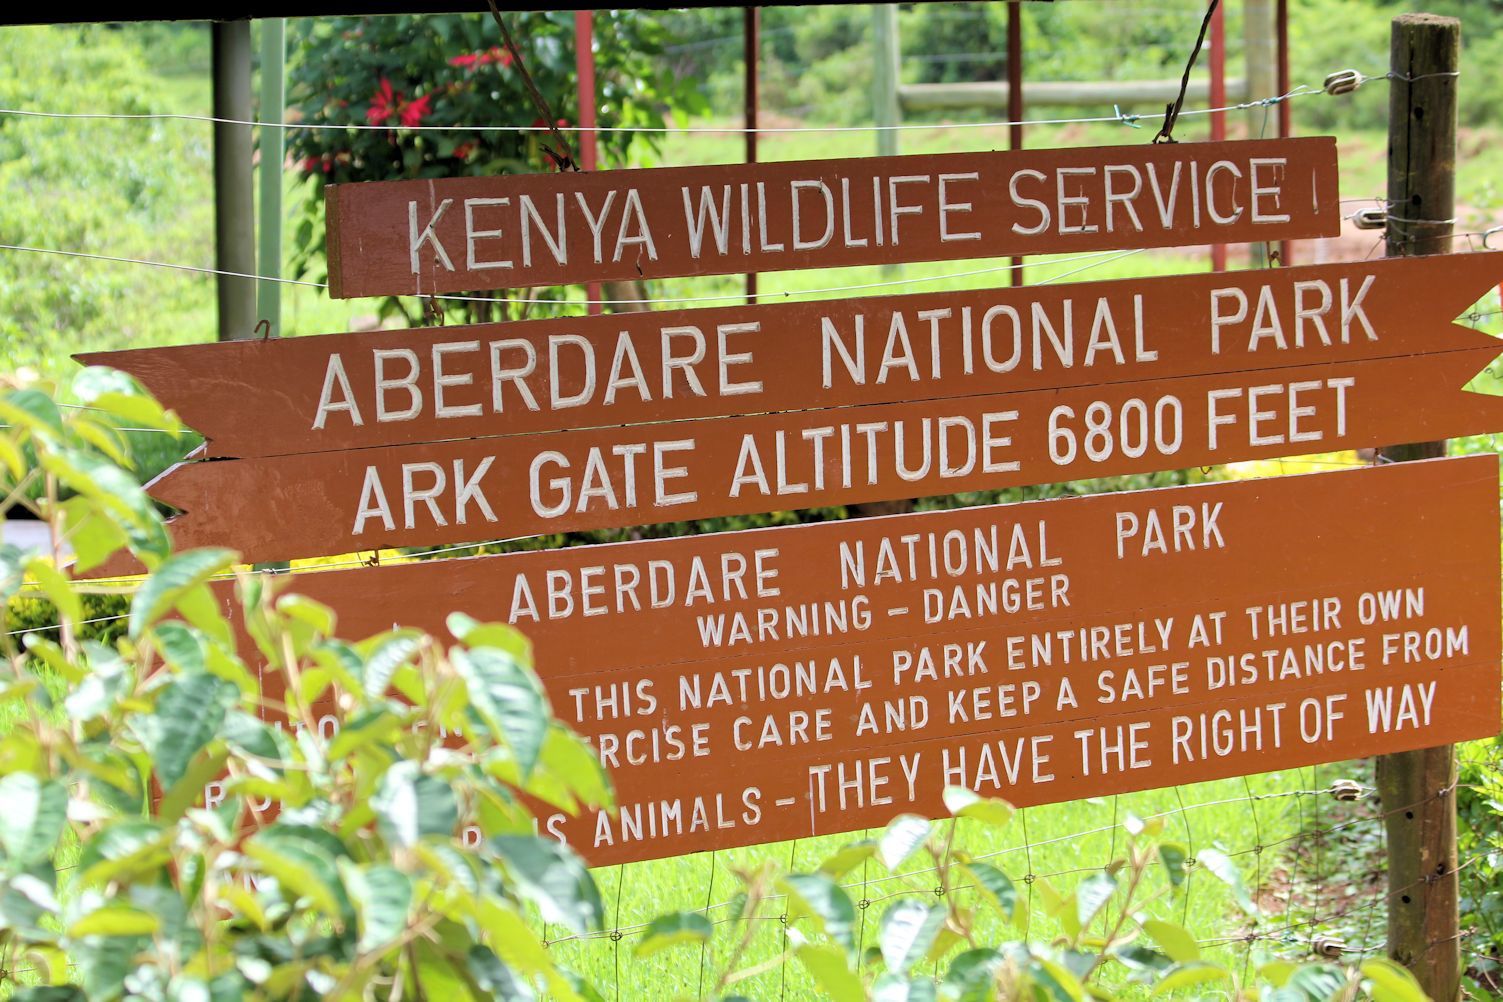 KENYA WILDLIFE SERVICE
ABERDARE NATIONAL PARK
ARK GATE ALTITUDE 6800 FEET
ABERDARE NATIONAL PARK
WARNING - DANGER
THIS NATIONAL PARK ENTIRELY AT THEIR OWN
CARE AND KEEP A SAFE DISTANCE FROM
ANIMALS - THEY HAVE THE RIGHT OF WAY